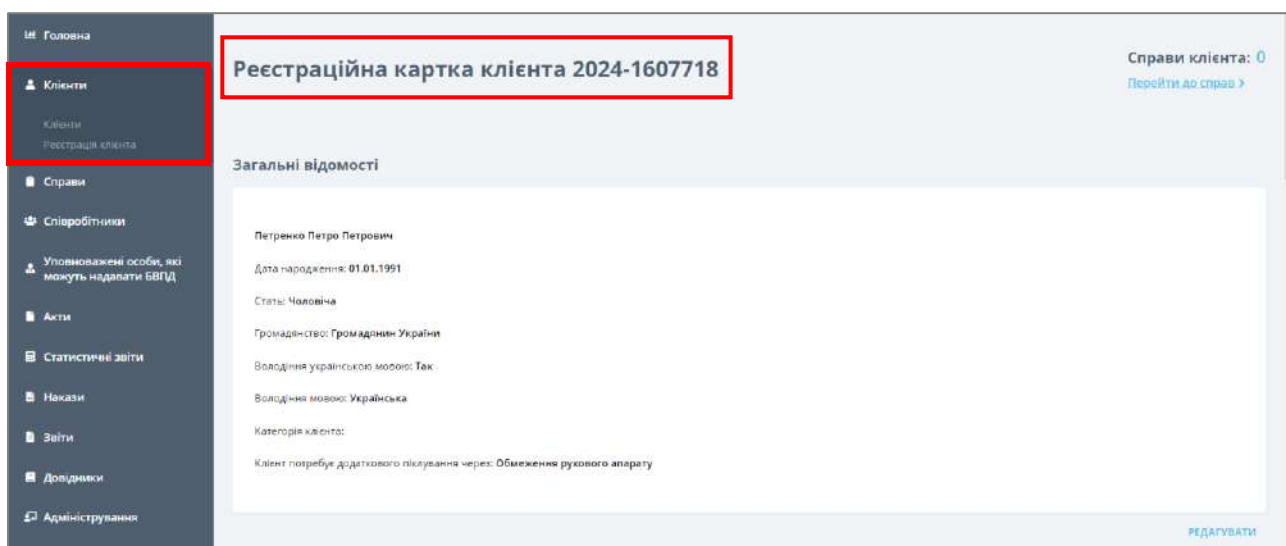 Головна
Клієнти
Клієнти
Реєстрація клієнта
Справи
Співробітники
Уповноважені особи, які
можуть надавати БВПД
Акти
Статистичні звіти
Накази
Звіти
Довідники
Адміністрування
Реєстраційна картка клієнта 2024-1607718
Справи клієнта: 0
Перейти до справ >
Загальні відомості
Петренко Петро Петрович
Дата народження: 01.01.1991
Стать: Чоловіча
Громадянство: Громадянин України
Володіння українською мовою: Так
Володіння мовою: Українська
Категорія клієнта:
Клієнт потребує додаткового піклування через: Обмеження рухового апарату
РЕДАГУВАТИ